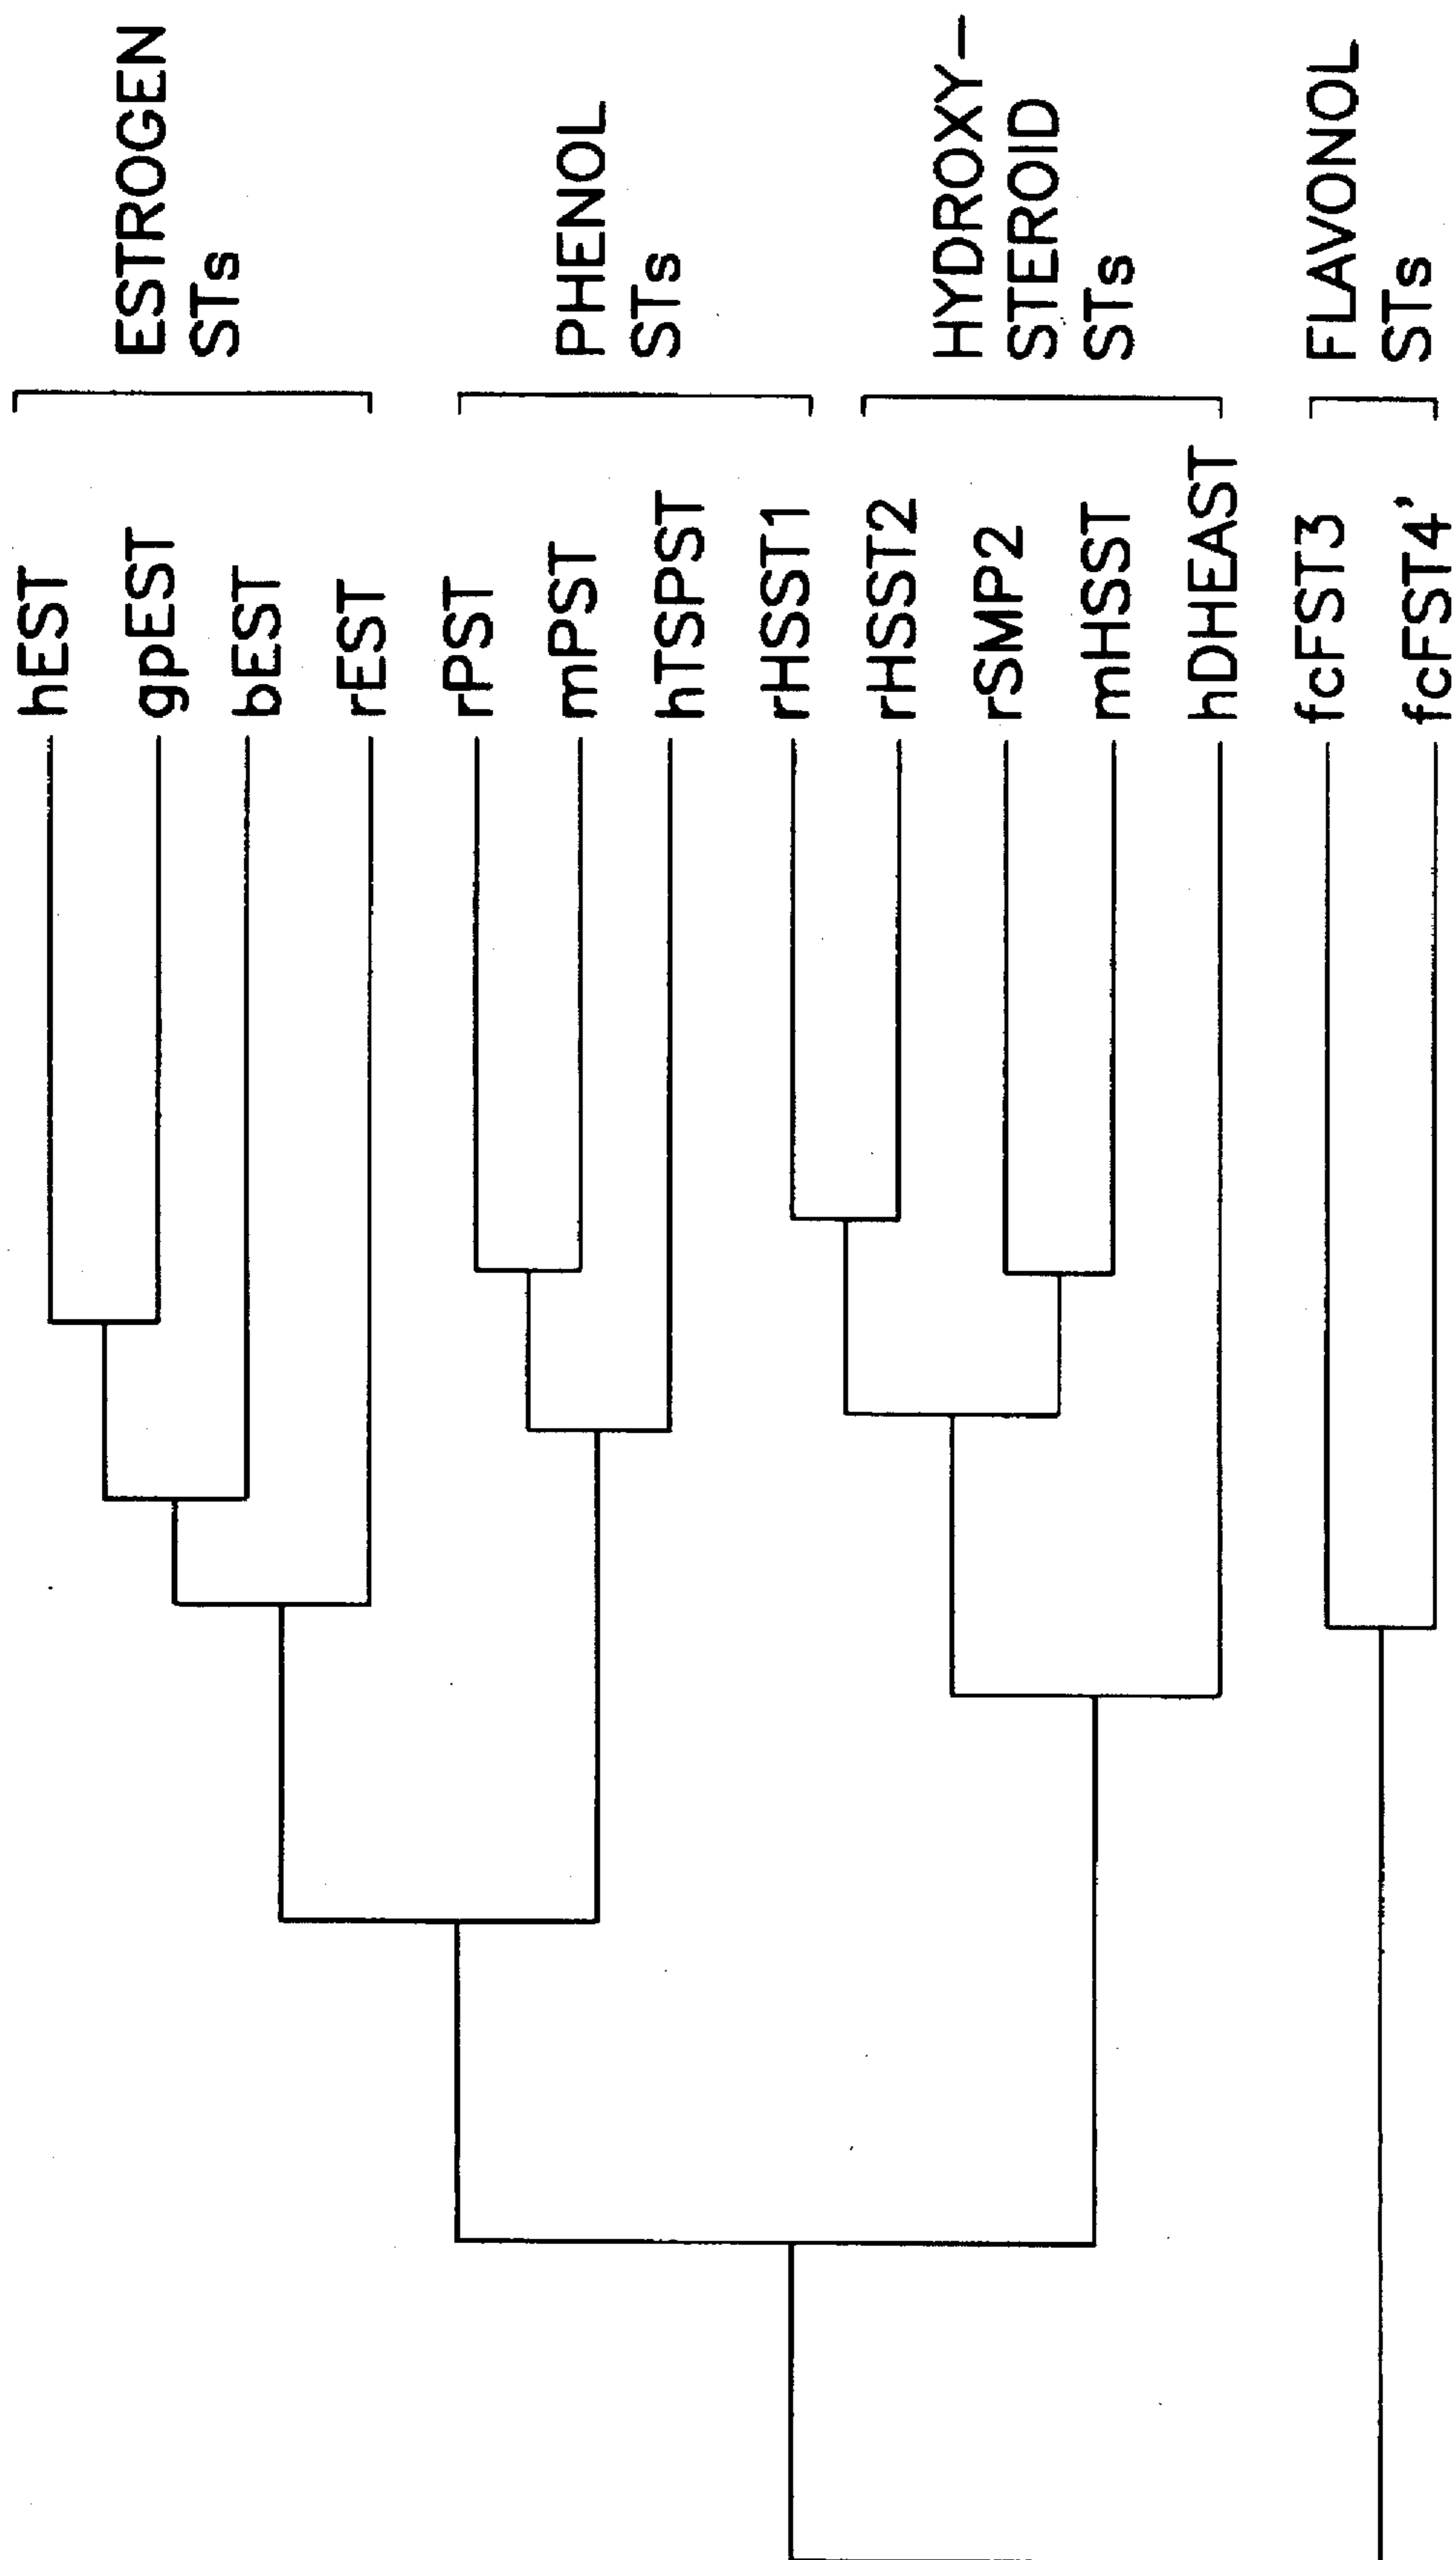 ESTROGEN
STs
PHENOL
STs
HYDROXY-
STEROID
STs
FLAVONOL
STs
hEST
gpEST
bEST
rEST
rPST
mPST
hTSPST
rHSST1
rHSST2
rSMP2
mHSST
hDHEAST
fcFST3
fcFST4'